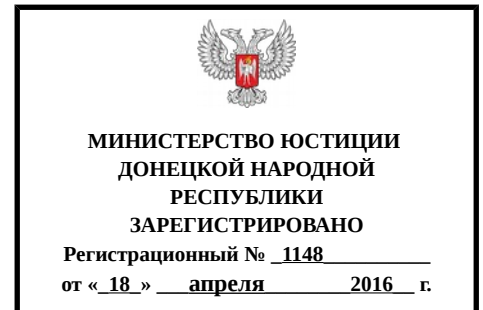 МИНИСТЕРСТВО ЮСТИЦИИ
ДОНЕЦКОЙ НАРОДНОЙ
РЕСПУБЛИКИ
ЗАРЕГИСТРИРОВАНО
Регистрационный № _1148__________
от «_18_» ___апреля________2016__ г.